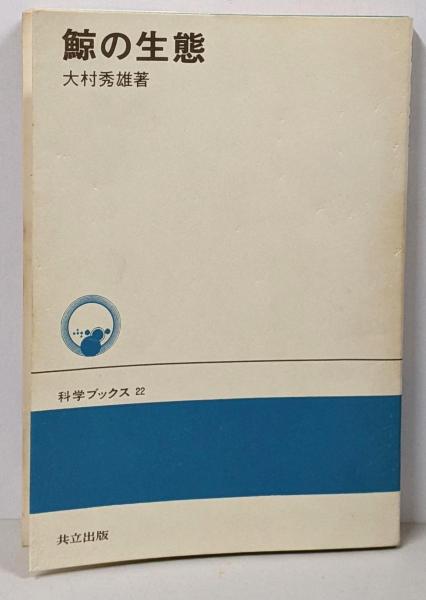 鯨の生態
大村秀雄著
科学ブックス 22
共立出版